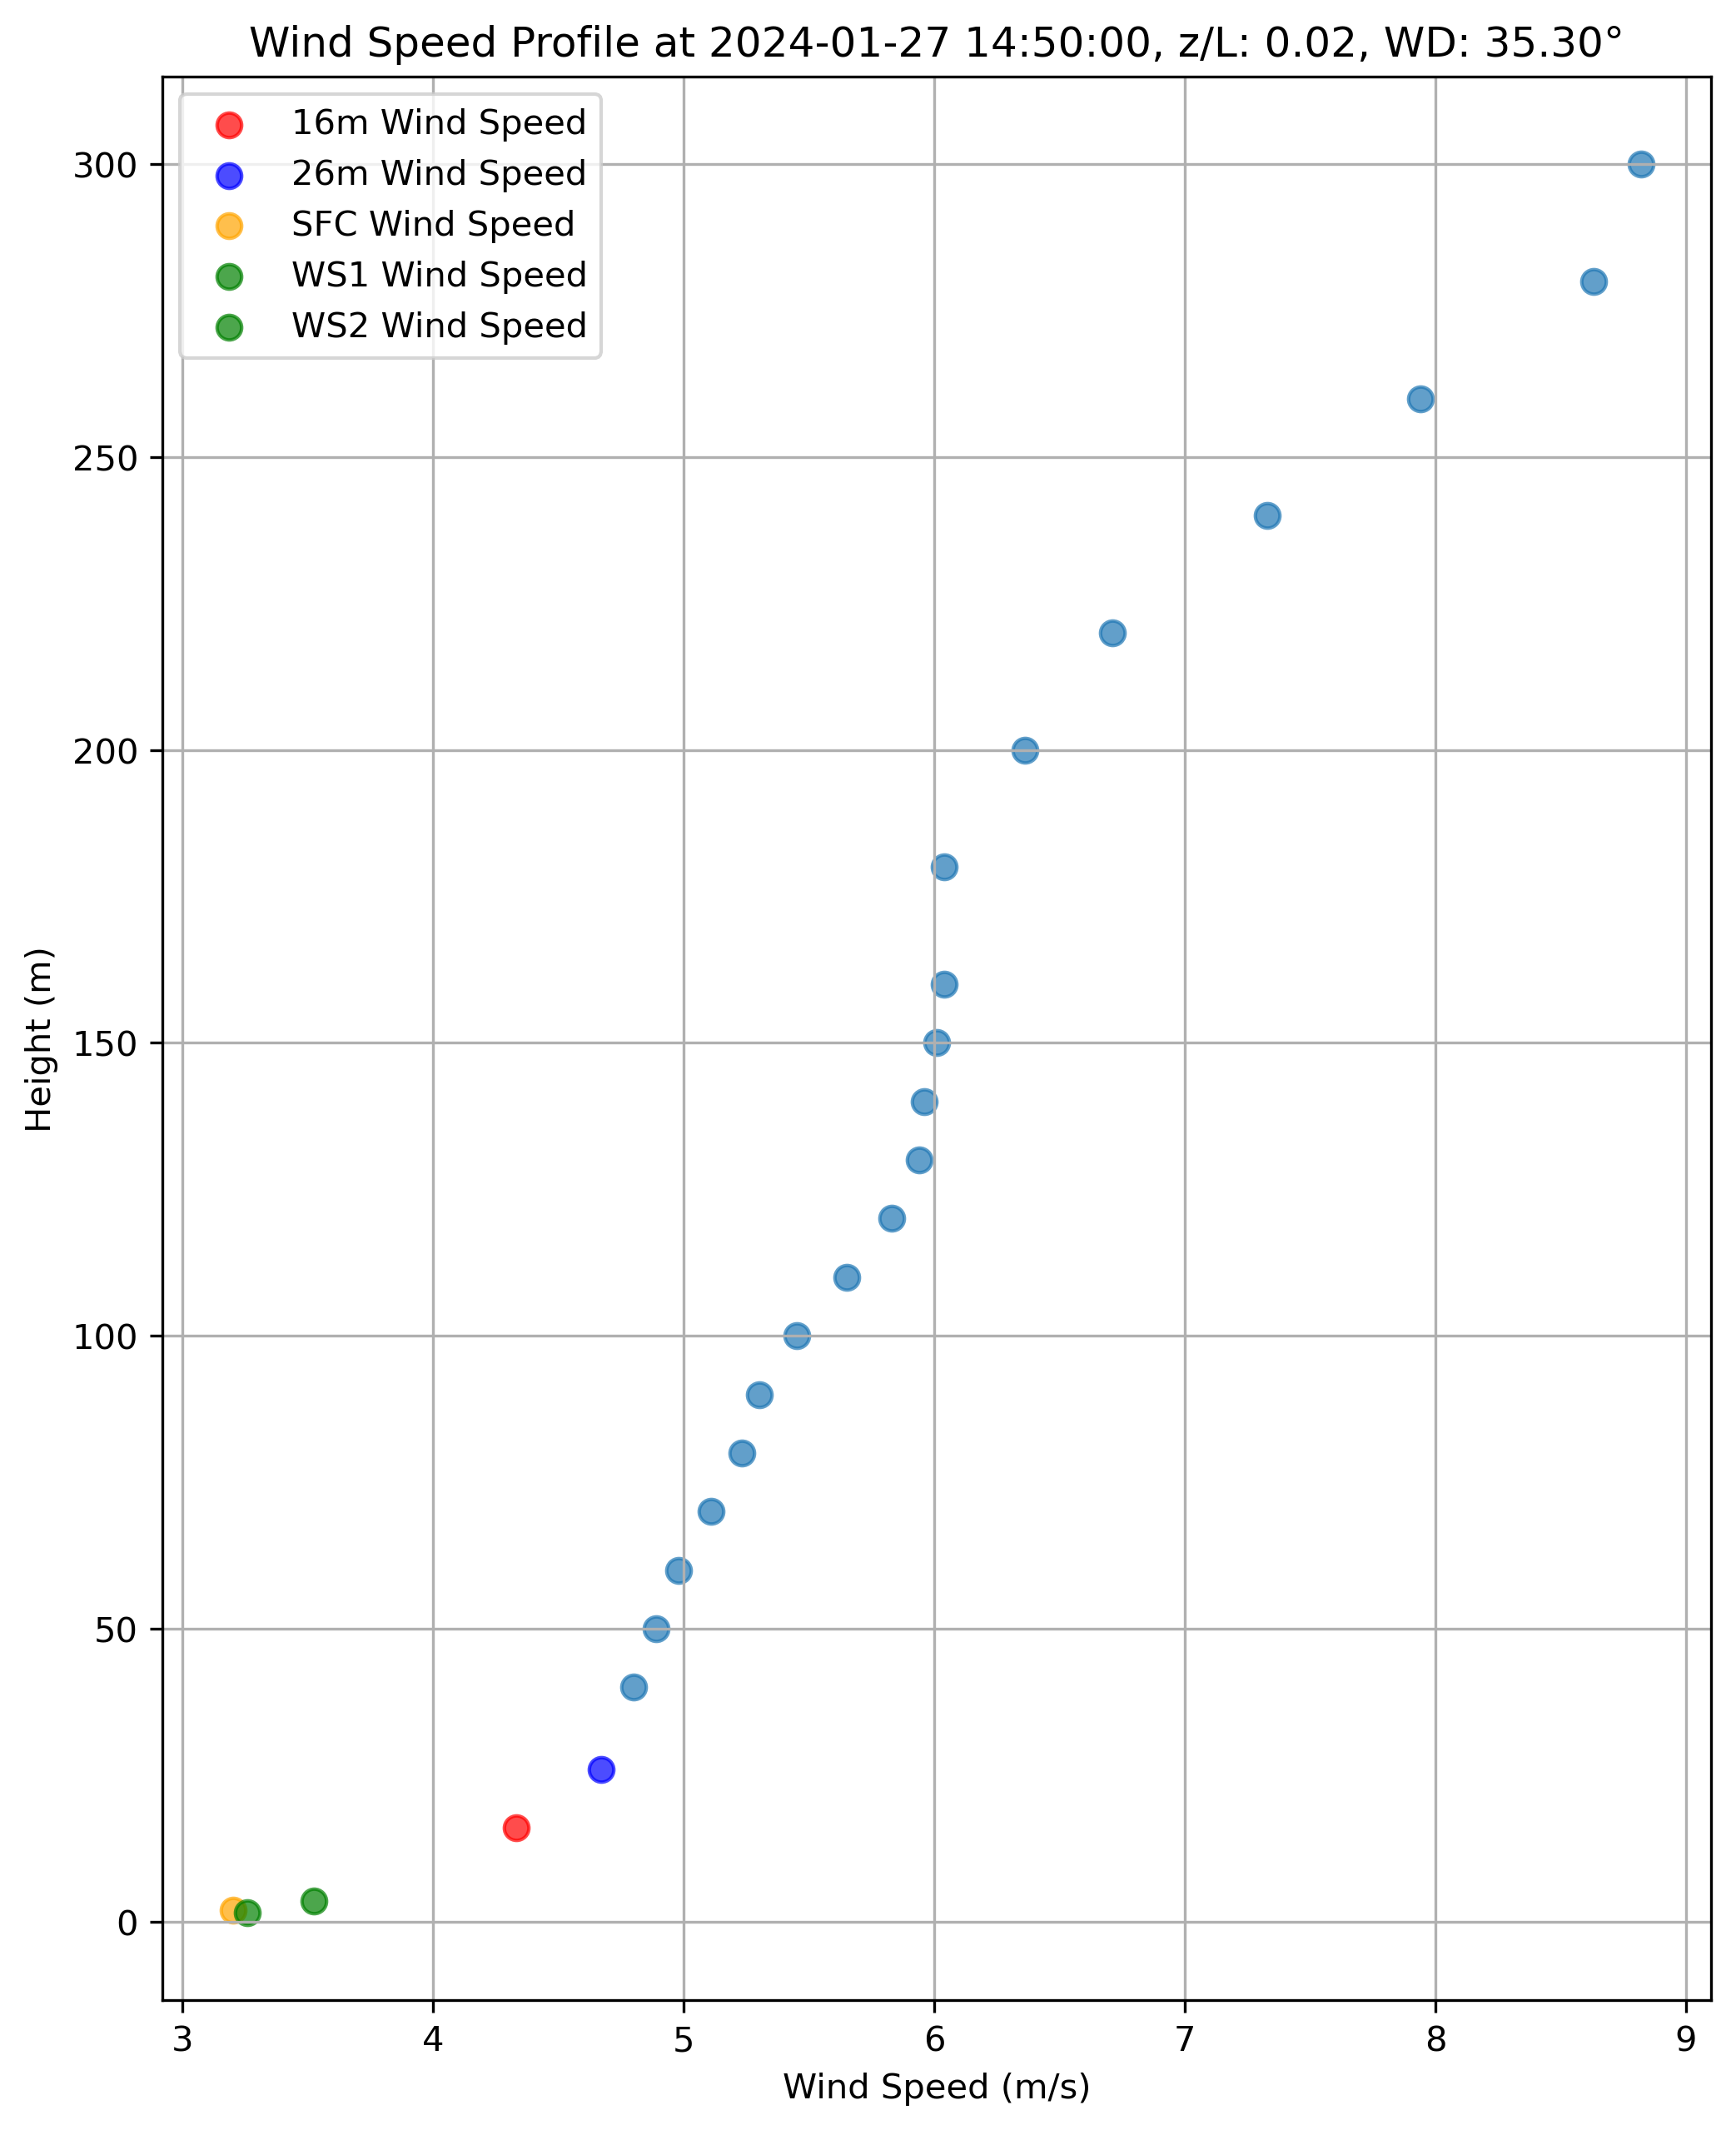 Wind Speed Profile at 2024-01-27 14:50:00, z/L: 0.02, WD: 35.30°
16m Wind Speed
26m Wind Speed
SFC Wind Speed
WS1 Wind Speed
WS2 Wind Speed
300
250
200
150
100
50
0
Height (m)
3 4 5 6 7 8 9
Wind Speed (m/s)